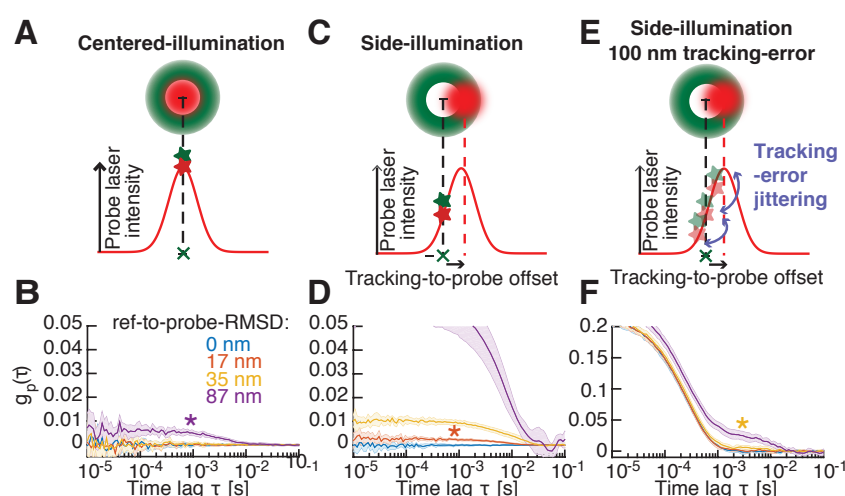 A
Centered-illumination
Probe laser
intensity
C
Side-illumination
Probe laser
intensity
Tracking-to-probe offset
E
Side-illumination
100 nm tracking-error
Probe laser
intensity
Tracking
-error
jittering
Tracking-to-probe offset
B
ref-to-probe-RMSD:
0 nm
17 nm
35 nm
87 nm
*
g_p(τ)
0.05
0.04
0.03
0.02
0.01
0
10^-5 10^-4 10^-3 10^-2 10^-1
Time lag τ [s]
D
0.05
0.04
0.03
0.02
0.01
0
*
10^-5 10^-4 10^-3 10^-2 10^-1
Time lag τ [s]
F
0.2
0.15
0.1
0.05
0
*
10^-5 10^-4 10^-3 10^-2 10^-1
Time lag τ [s]